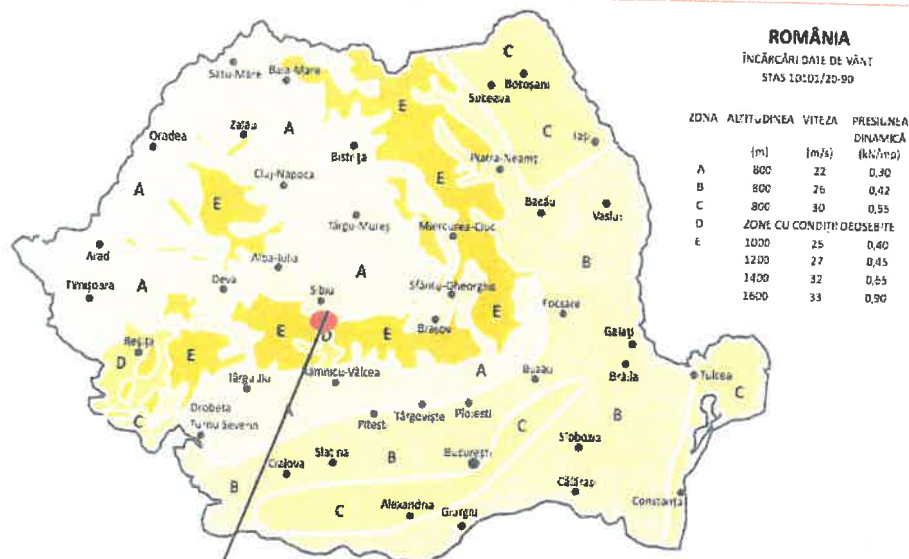 ROMÂNIA
ÎNCĂRCĂRI DATE DE VÂNT
STAS 10101/20-90
ZONA ALTITUDINEA VITEZA PRESIUNEA
DINAMICĂ
(m) (m/s) (kN/mp)
A 800 22 0,30
B 800 26 0,42
C 800 30 0,55
D ZONE CU CONDIȚII DEOSEBITE
E 1000 25 0,40
1200 27 0,45
1400 32 0,65
1600 33 0,90
C
Satu-Mare Baia-Mare
Botoșani
Suceava
E
Zalău A
Oradea
Bistrița
C
Iași
Piatra-Neamț
Cluj-Napoca
A
E
E
Bacău
Vaslui
Târgu-Mureș
Miercurea-Ciuc
Arad
Alba-Iulia
A
B
Timișoara
A
Deva
Sibiu
Sfântu-Gheorghe
Focșani
E
D
E
Brașov
E
Galați
Reșița
D
E
Râmnicu-Vâlcea
A
Buzău
Brăila
Tulcea
C
Târgu Jiu
Drobeta
Turnu Severin
C
A
Pitești
Târgoviște
Ploiești
C
B
Slobozia
Slatina
B
București
Craiova
B
Călărași
Constanța
C
Alexandria
Giurgiu